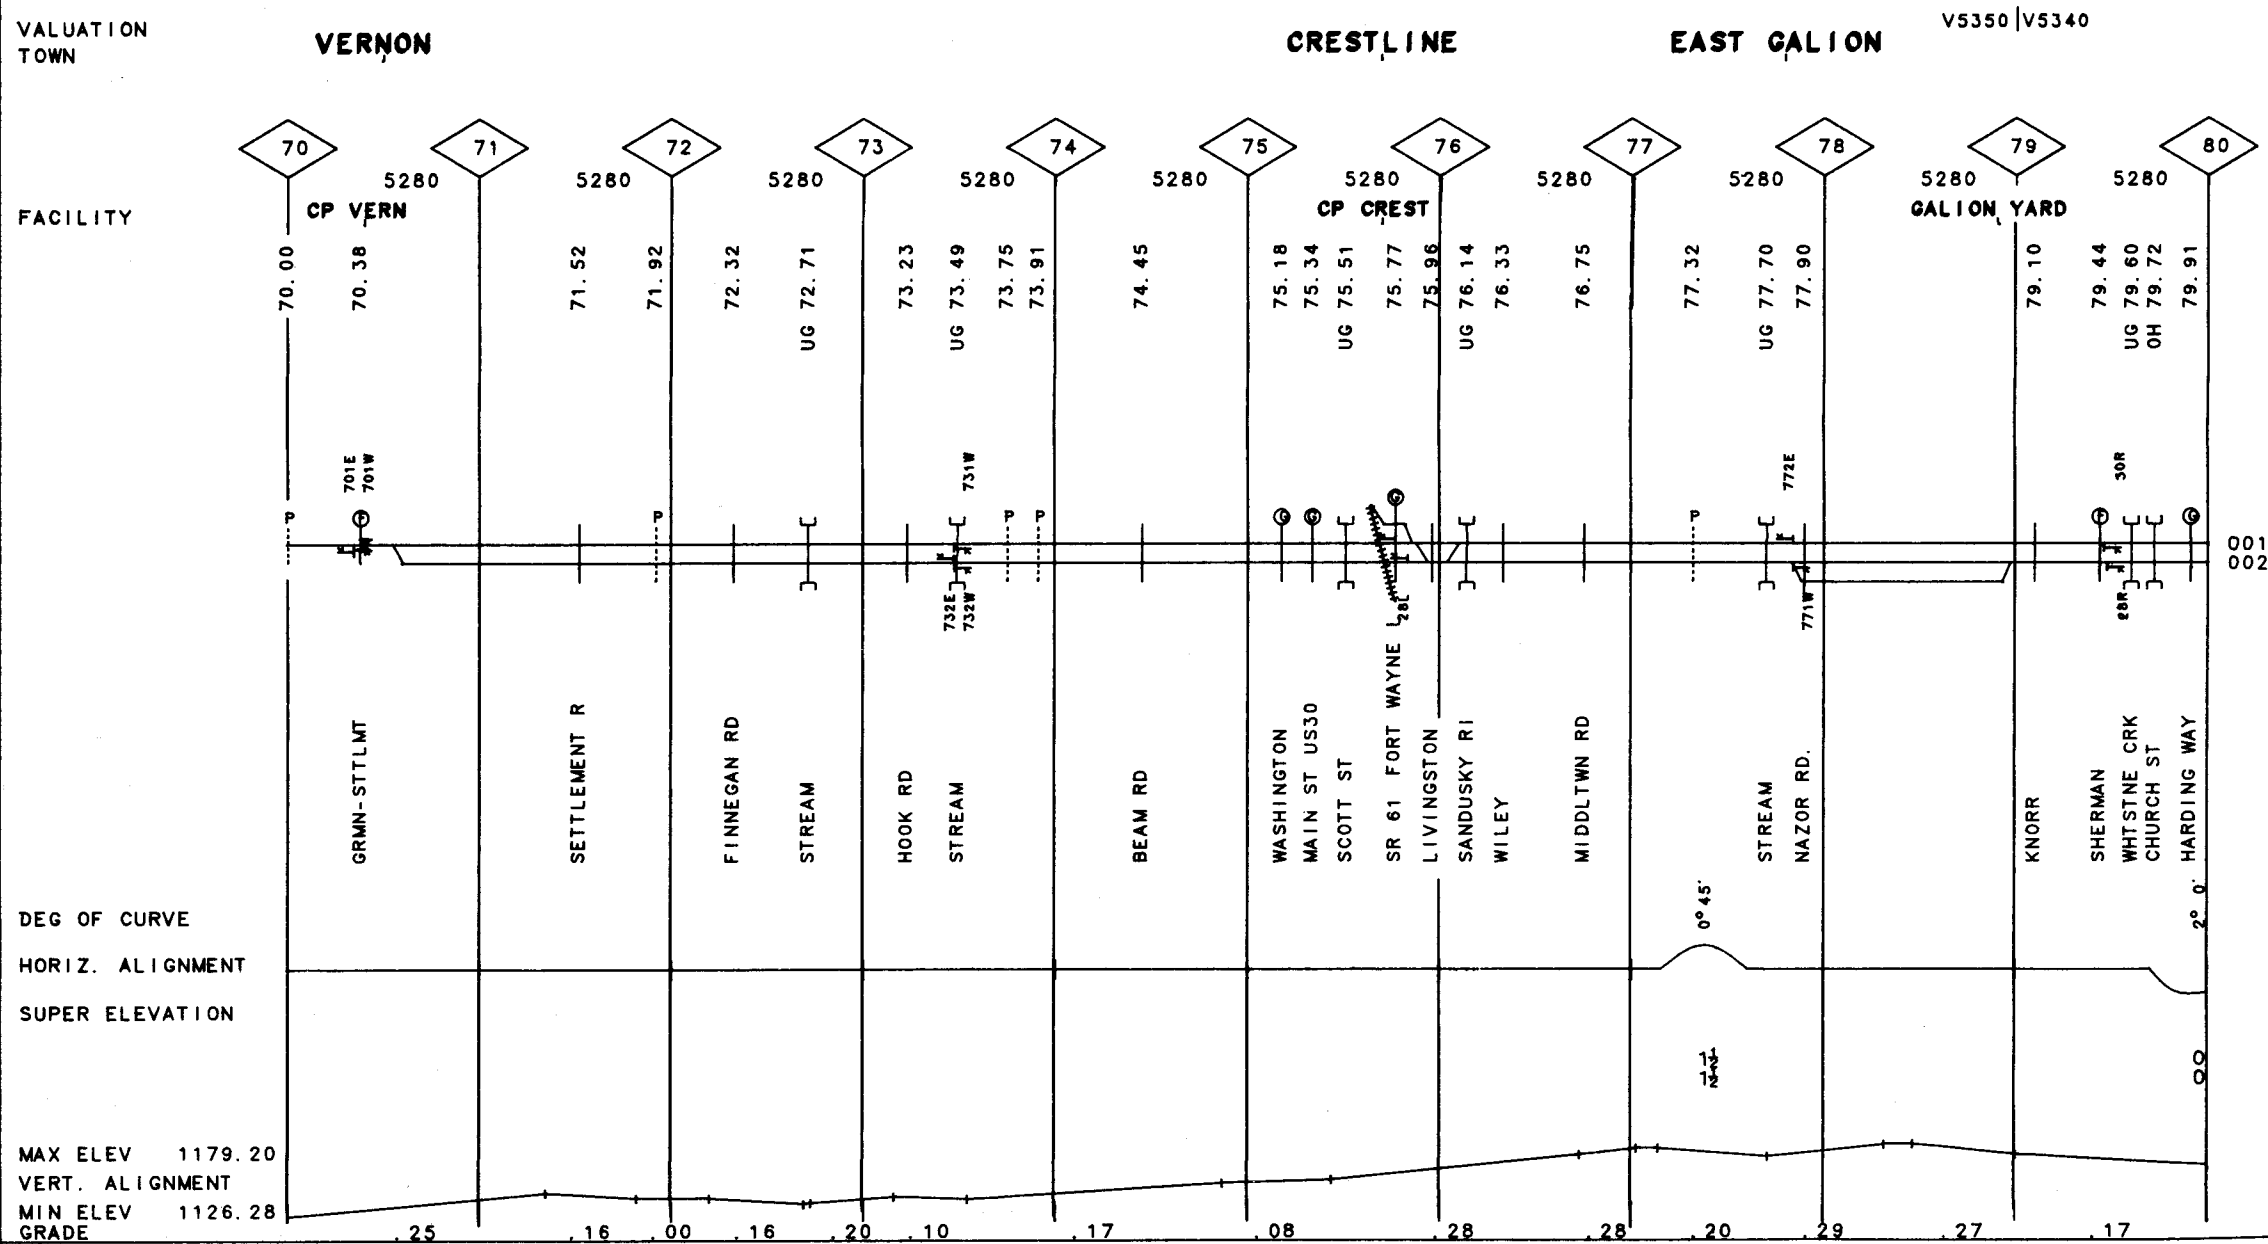 VALUATION V5350 V5340
TOWN VERNON CRESTLINE EAST GALION
70 71 72 73 74 75 76 77 78 79 80
5280 5280 5280 5280 5280 5280 5280 5280 5280 5280
FACILITY CP VERN CP CREST GALION YARD
70.00
70.38
71.52
71.92
72.32
UG 72.71
73.23
UG 73.49
73.75
73.91
74.45
75.18
75.34
UG 75.51
75.77
75.96
UG 76.14
76.33
76.75
77.32
UG 77.70
77.90
79.10
79.44
UG 79.60
OH 79.72
79.91
701E
701W
731W
772E
30R
P F P P P G G G P F G
001
002
732E
732W
28L
771W
28R
GRMN-STTLMT
SETTLEMENT R
FINNEGAN RD
STREAM
HOOK RD
STREAM
BEAM RD
WASHINGTON
MAIN ST US30
SCOTT ST
SR 61 FORT WAYNE L
LIVINGSTON
SANDUSKY RI
WILEY
MIDDLTWN RD
STREAM
NAZOR RD.
KNORR
SHERMAN
WHTSTNE CRK
CHURCH ST
HARDING WAY
DEG OF CURVE 0° 45' 2° 0'
HORIZ. ALIGNMENT
SUPER ELEVATION
1½ 0
1½ 0
MAX ELEV 1179.20
VERT. ALIGNMENT
MIN ELEV 1126.28
GRADE .25 .16 .00 .16 .20 .10 .17 .08 .28 .28 .20 .29 .27 .17